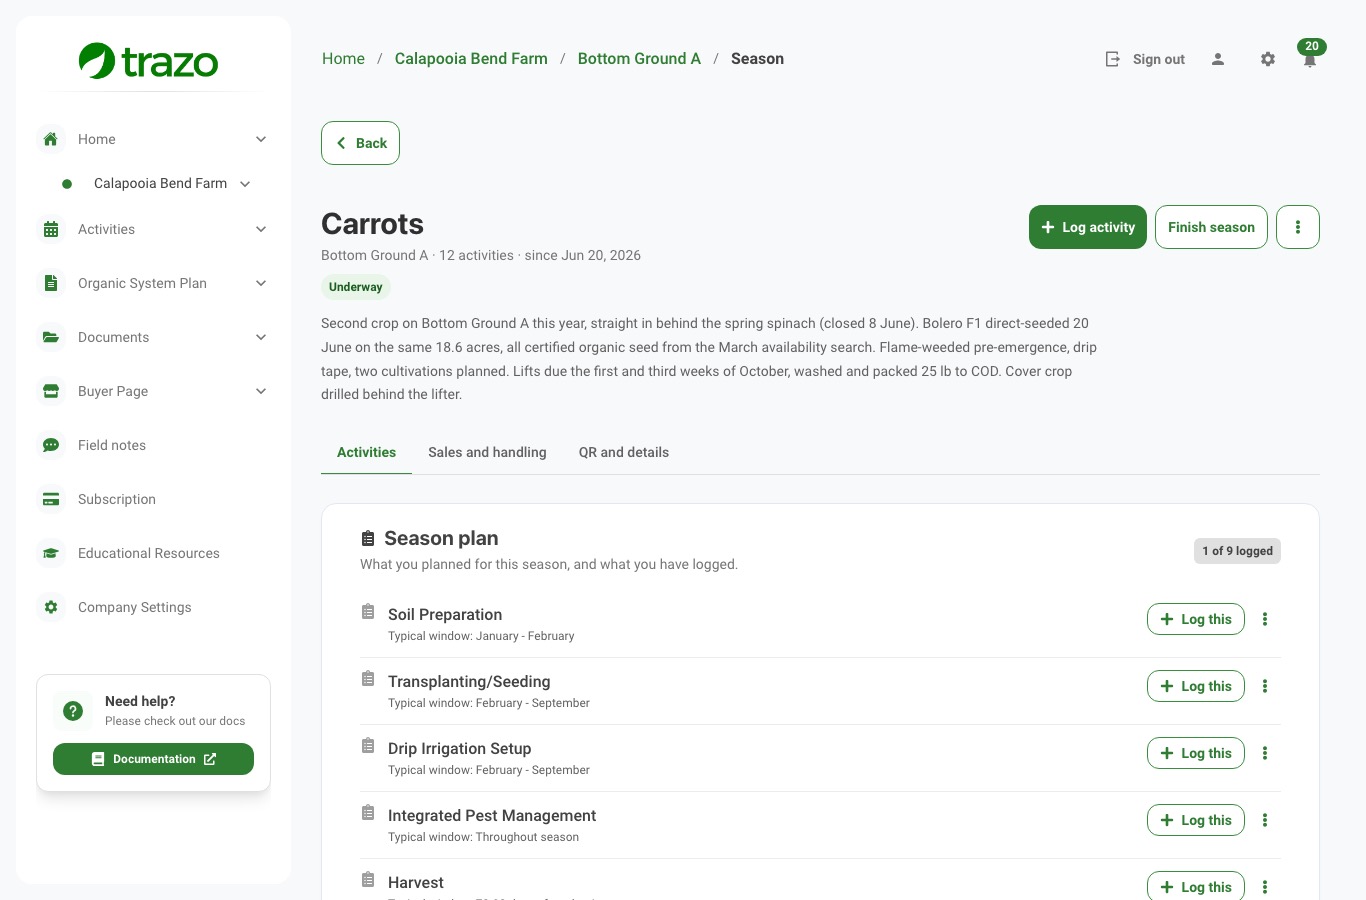 trazo
Home / Calapooia Bend Farm / Bottom Ground A / Season
Sign out
20
Home
Calapooia Bend Farm
Activities
Organic System Plan
Documents
Buyer Page
Field notes
Subscription
Educational Resources
Company Settings
Need help?
Please check out our docs
Documentation
Back
Carrots
Log activity
Finish season
Bottom Ground A · 12 activities · since Jun 20, 2026
Underway
Second crop on Bottom Ground A this year, straight in behind the spring spinach (closed 8 June). Bolero F1 direct-seeded 20
June on the same 18.6 acres, all certified organic seed from the March availability search. Flame-weeded pre-emergence, drip
tape, two cultivations planned. Lifts due the first and third weeks of October, washed and packed 25 lb to COD. Cover crop
drilled behind the lifter.
Activities
Sales and handling
QR and details
Season plan
What you planned for this season, and what you have logged.
1 of 9 logged
Soil Preparation
Typical window: January - February
Log this
Transplanting/Seeding
Typical window: February - September
Log this
Drip Irrigation Setup
Typical window: February - September
Log this
Integrated Pest Management
Typical window: Throughout season
Log this
Harvest
Log this